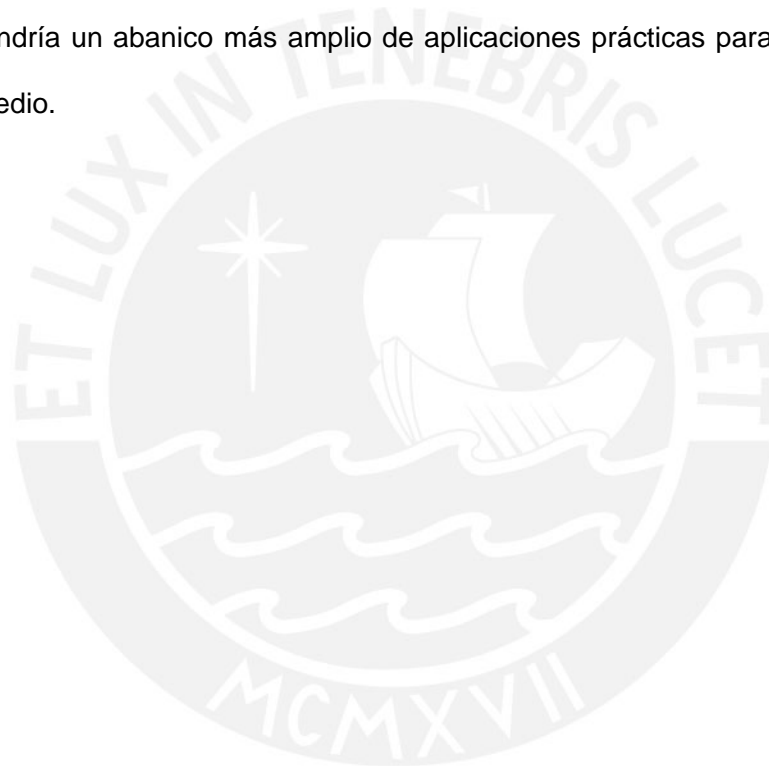 ndría un abanico más amplio de aplicaciones prácticas para
edio.
ET LUX IN TENEBRIS LUCET
MCMXVII